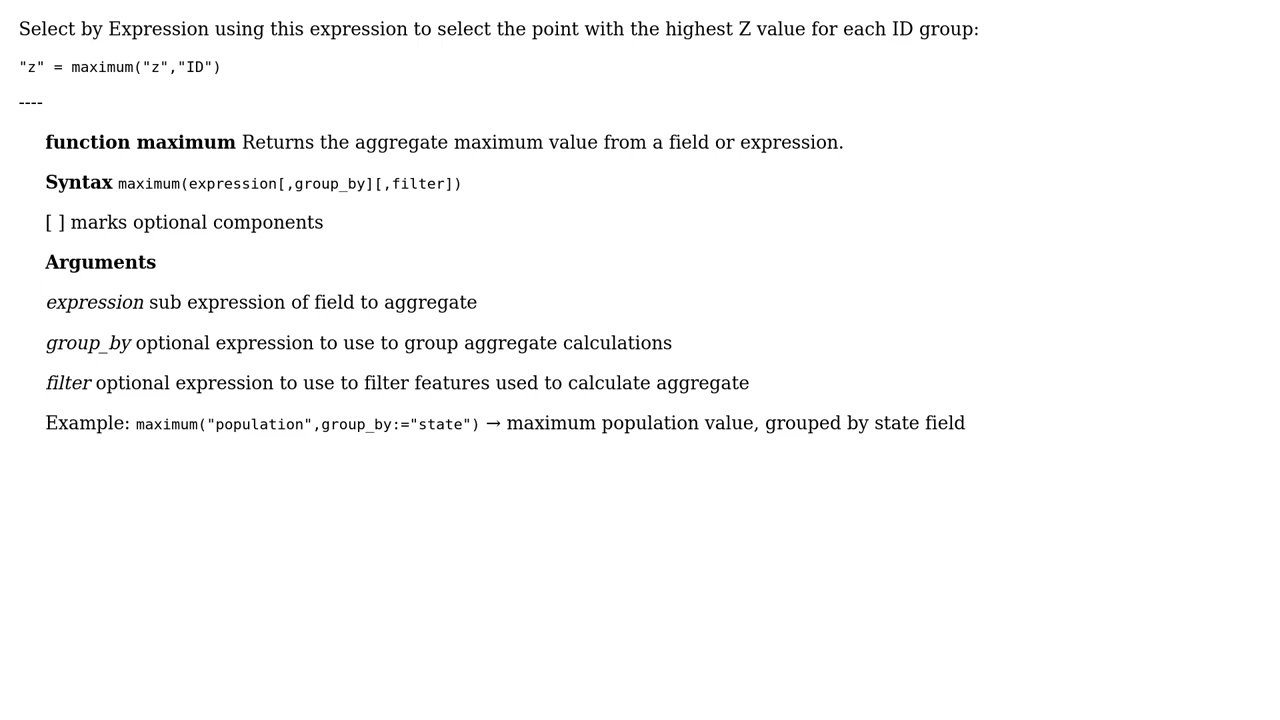 Select by Expression using this expression to select the point with the highest Z value for each ID group:
"z" = maximum("z","ID")
----
function maximum Returns the aggregate maximum value from a field or expression.
Syntax maximum(expression[,group_by][,filter])
[ ] marks optional components
Arguments
expression sub expression of field to aggregate
group_by optional expression to use to group aggregate calculations
filter optional expression to use to filter features used to calculate aggregate
Example: maximum("population",group_by:="state") → maximum population value, grouped by state field